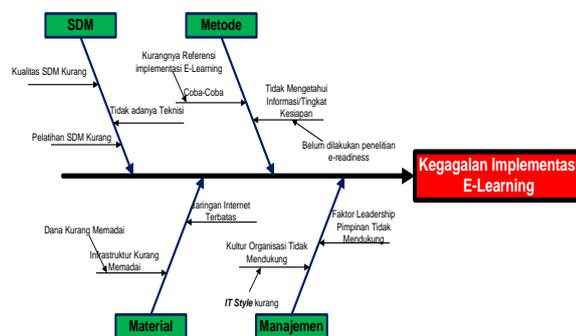 SDM
Metode
Kualitas SDM Kurang
Tidak adanya Teknisi
Pelatihan SDM Kurang
Kurangnya Referensi
implementasi E-Learning
Coba-Coba
Tidak Mengetahui
Informasi/Tingkat
Kesiapan
Belum dilakukan penelitian
e-readiness
Kegagalan Implementas
E-Learning
Jaringan Internet
Terbatas
Dana Kurang Memadai
Infrastruktur Kurang
Memadai
Faktor Leadership
Pimpinan Tidak
Mendukung
Kultur Organisasi Tidak
Mendukung
IT Style kurang
Material
Manajemen